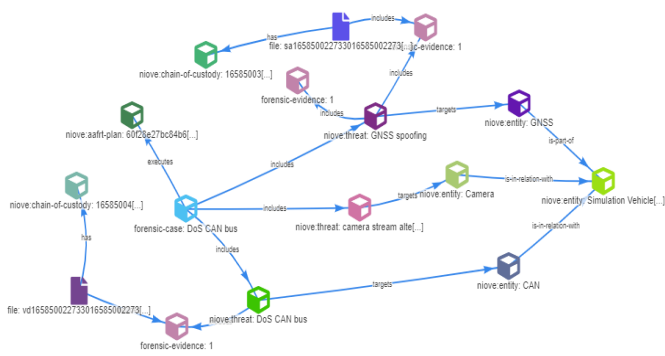 has
includes
file: sa165850022733016585002273[...]
c-evidence: 1
niove:chain-of-custody: 16585003[...]
includes
forensic-evidence: 1
includes
niove:threat: GNSS spoofing
targets
niove:entity: GNSS
niove:aafrt-plan: 60f28e27bc84b6[...]
executes
includes
is-part-of
niove:chain-of-custody: 16585004[...]
targets
niove:entity: Camera
is-in-relation-with
niove:entity: Simulation Vehicle[...]
includes
forensic-case: DoS CAN bus
niove:threat: camera stream alte[...]
is-in-relation-with
has
includes
niove:entity: CAN
targets
file: vd165850022733016585002273[...]
niove:threat: DoS CAN bus
forensic-evidence: 1